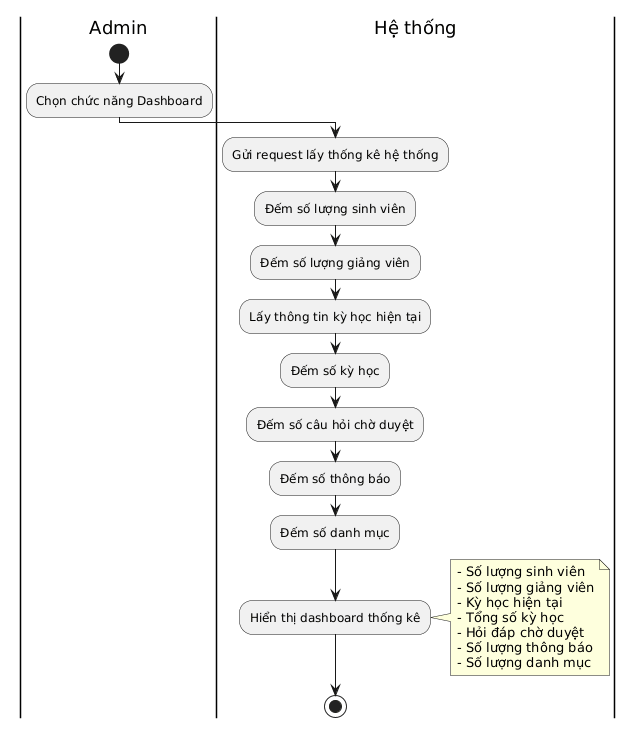 Admin
Hệ thống
Chọn chức năng Dashboard
Gửi request lấy thống kê hệ thống
Đếm số lượng sinh viên
Đếm số lượng giảng viên
Lấy thông tin kỳ học hiện tại
Đếm số kỳ học
Đếm số câu hỏi chờ duyệt
Đếm số thông báo
Đếm số danh mục
Hiển thị dashboard thống kê
- Số lượng sinh viên
- Số lượng giảng viên
- Kỳ học hiện tại
- Tổng số kỳ học
- Hỏi đáp chờ duyệt
- Số lượng thông báo
- Số lượng danh mục